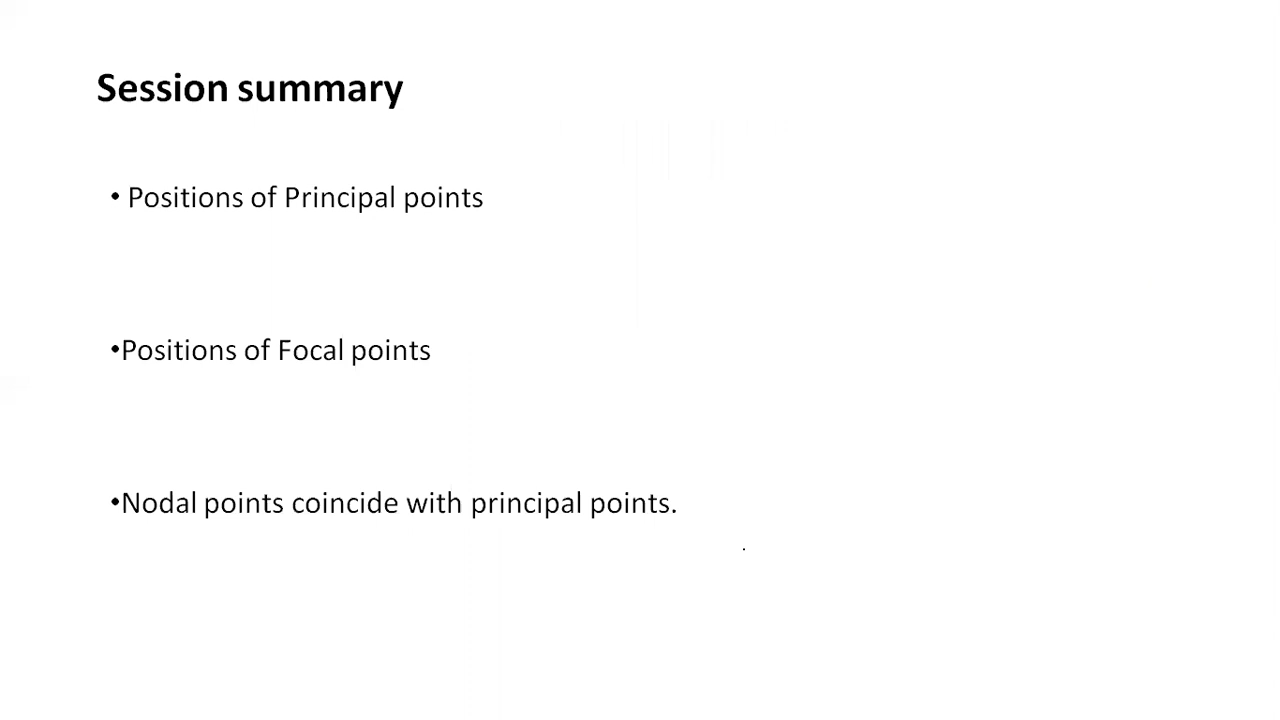 Session summary
• Positions of Principal points
•Positions of Focal points
•Nodal points coincide with principal points.